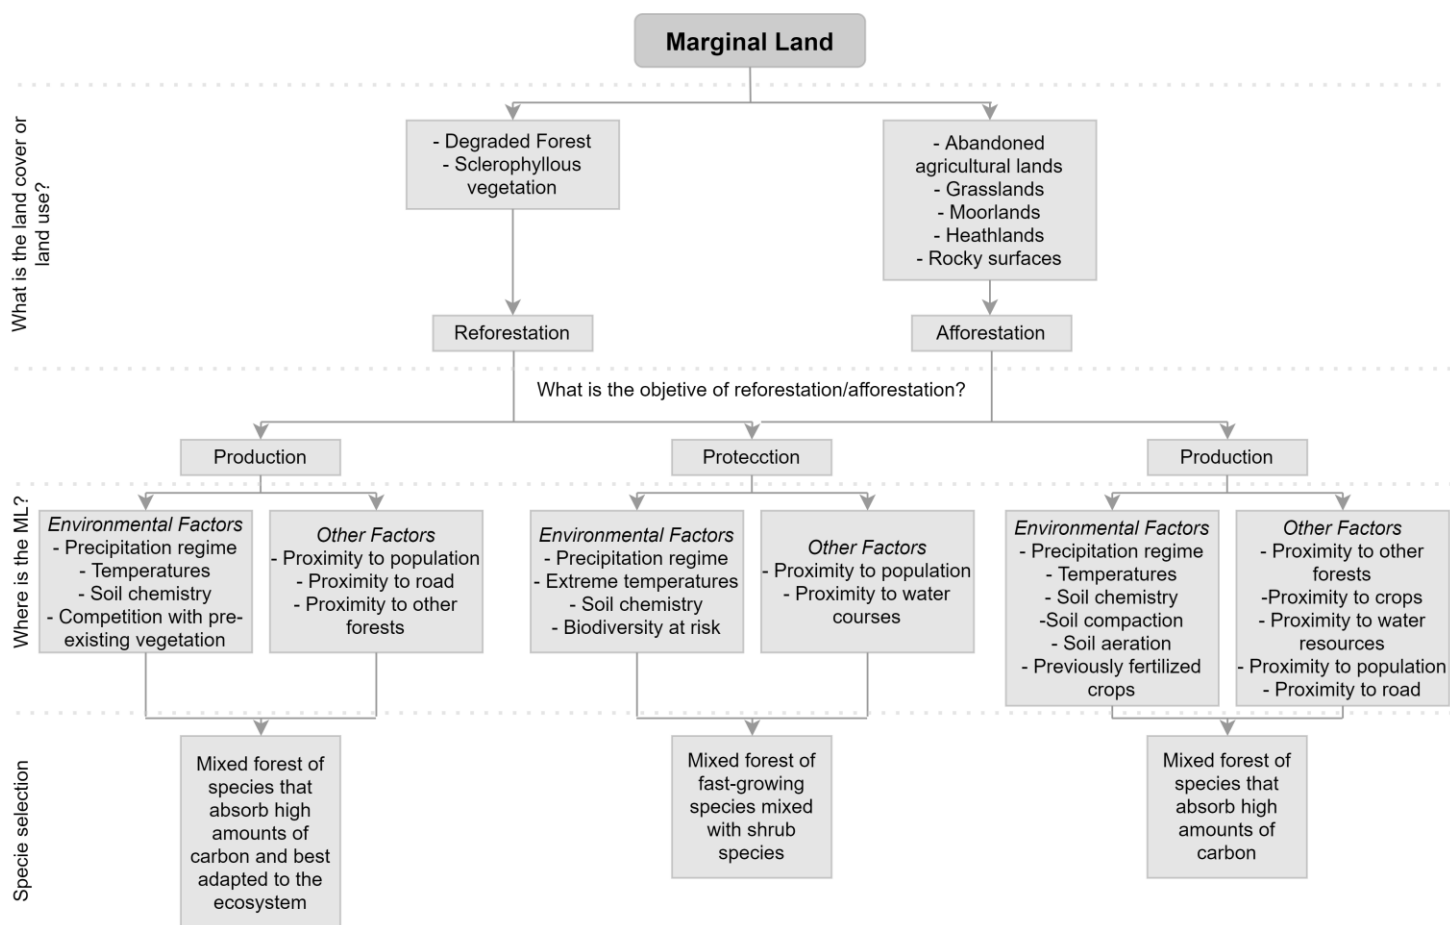 Marginal Land
What is the land cover or
land use?
- Degraded Forest
- Sclerophyllous
vegetation
- Abandoned
agricultural lands
- Grasslands
- Moorlands
- Heathlands
- Rocky surfaces
Reforestation
Afforestation
What is the objetive of reforestation/afforestation?
Production
Protecction
Production
Where is the ML?
Environmental Factors
- Precipitation regime
- Temperatures
- Soil chemistry
- Competition with pre-
existing vegetation
Other Factors
- Proximity to population
- Proximity to road
- Proximity to other
forests
Environmental Factors
- Precipitation regime
- Extreme temperatures
- Soil chemistry
- Biodiversity at risk
Other Factors
- Proximity to population
- Proximity to water
courses
Environmental Factors
- Precipitation regime
- Temperatures
- Soil chemistry
-Soil compaction
- Soil aeration
- Previously fertilized
crops
Other Factors
- Proximity to other
forests
-Proximity to crops
- Proximity to water
resources
- Proximity to population
- Proximity to road
Specie selection
Mixed forest of
species that
absorb high
amounts of
carbon and best
adapted to the
ecosystem
Mixed forest of
fast-growing
species mixed
with shrub
species
Mixed forest of
species that
absorb high
amounts of
carbon